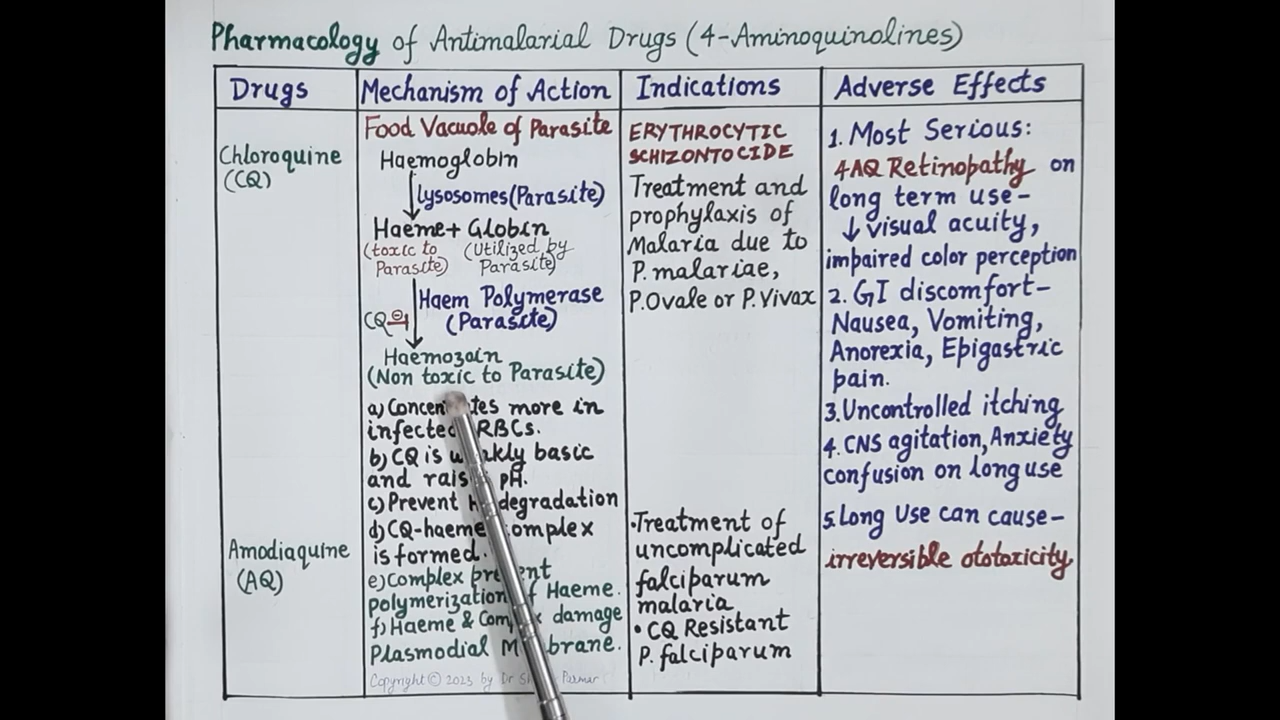 Pharmacology of Antimalarial Drugs (4-Aminoquinolines)
Drugs
Chloroquine
(CQ)
Amodiaquine
(AQ)
Mechanism of Action
Food Vacuole of Parasite
Haemoglobin
Lysosomes (Parasite)
Haeme + Globin
(toxic to Parasite)
(Utilized by Parasite)
Haem Polymerase
(Parasite)
CQ ⊖
Haemozoin
(Non toxic to Parasite)
a) more in
infected RBCs.
b) CQ is basic
and pH.
c) Prevent degradation
d) CQ-haeme
is formed.
e) Complex
polymerization Haeme.
f) Haeme & damage
Plasmodial
Copyright © 2023 by Dr Parmar
Indications
ERYTHROCYTIC
SCHIZONTOCIDE
Treatment and
prophylaxis of
Malaria due to
P. malariae,
P. Ovale or P. Vivax
•Treatment of
uncomplicated
falciparum
malaria
• CQ Resistant
P. falciparum
Adverse Effects
1. Most Serious:
4AQ Retinopathy on
long term use-
↓ visual acuity,
impaired color perception
2. GI discomfort-
Nausea, Vomiting,
Anorexia, Epigastric
pain.
3. Uncontrolled itching
4. CNS agitation, Anxiety
confusion on long use
5. Long Use can cause-
irreversible ototoxicity